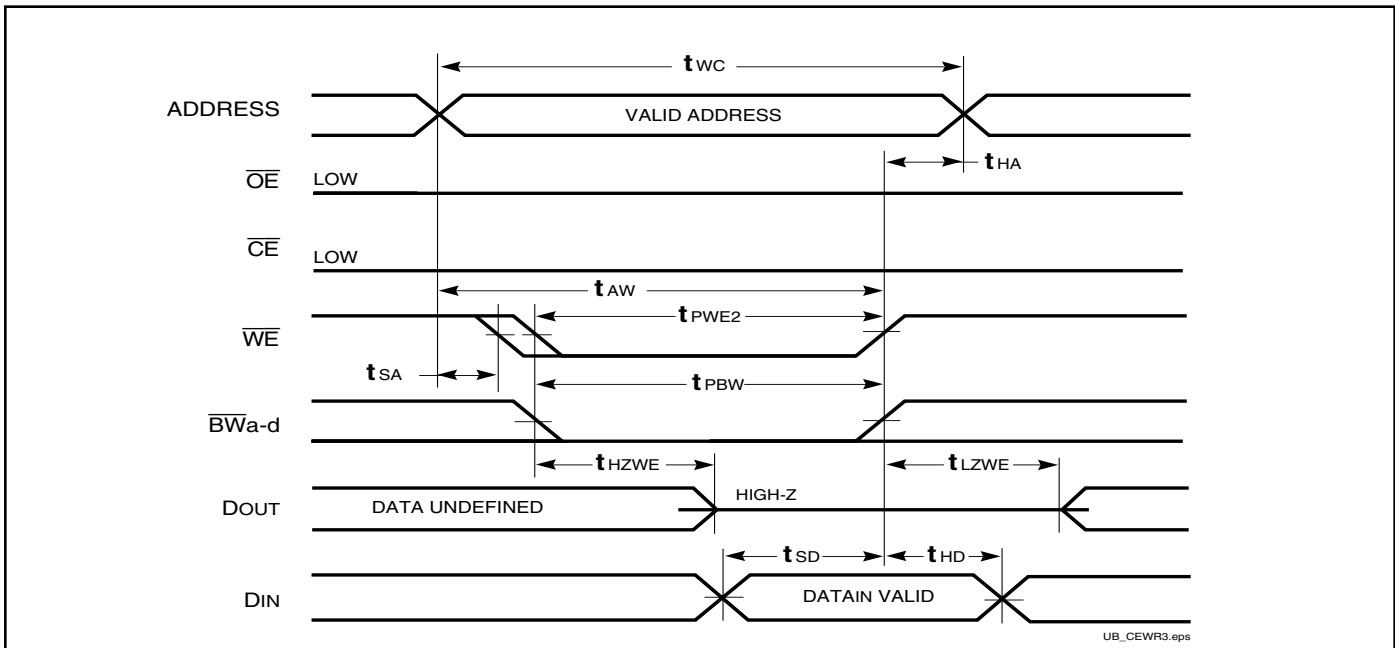 tWC
ADDRESS VALID ADDRESS
tHA
OE LOW
CE LOW
tAW
tPWE2
WE
tSA
tPBW
BWa-d
tHZWE tLZWE
DOUT DATA UNDEFINED HIGH-Z
tSD tHD
DIN DATAIN VALID
UB_CEWR3.eps